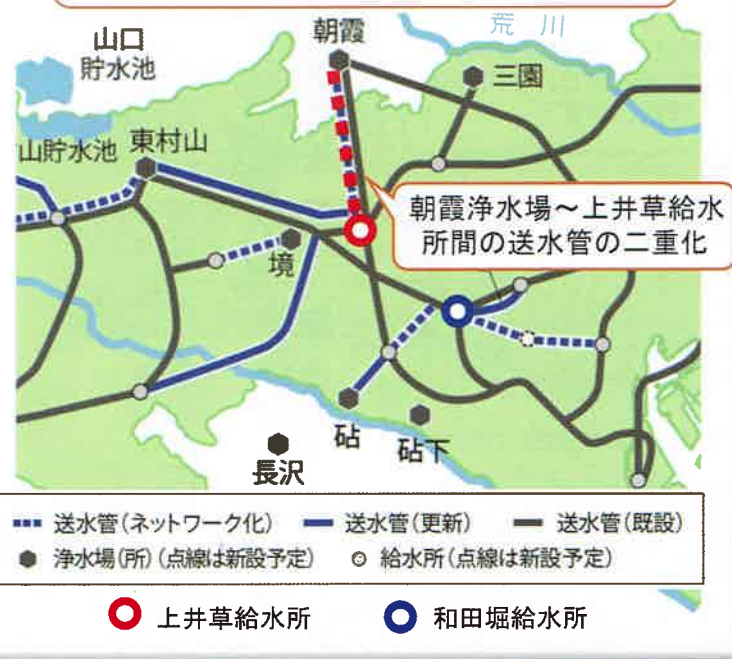 荒川
山口
貯水池
朝霞
三園
山貯水池
東村山
朝霞浄水場～上井草給水
所間の送水管の二重化
境
砧
砧下
長沢
送水管(ネットワーク化)
送水管(更新)
送水管(既設)
浄水場(所)(点線は新設予定)
給水所(点線は新設予定)
上井草給水所
和田堀給水所